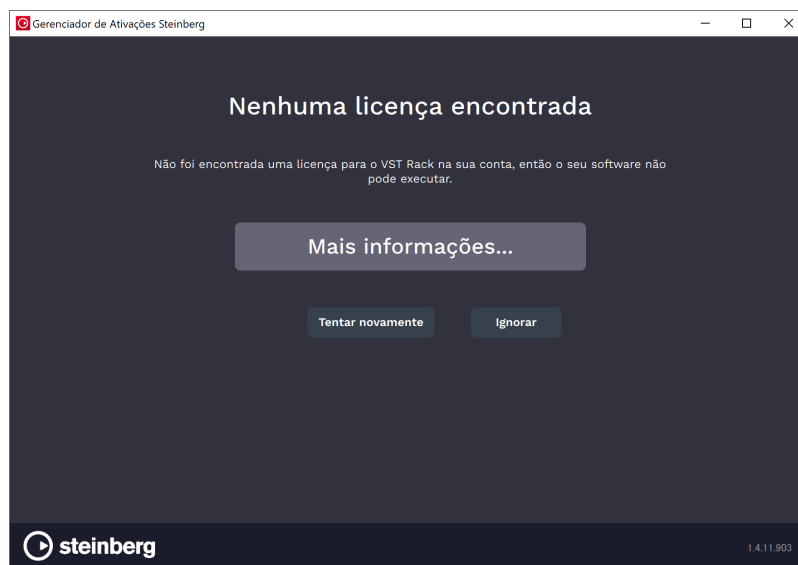 Gerenciador de Ativações Steinberg
Nenhuma licença encontrada
Não foi encontrada uma licença para o VST Rack na sua conta, então o seu software não
pode executar.
Mais informações...
Tentar novamente
Ignorar
steinberg
1.4.11.903